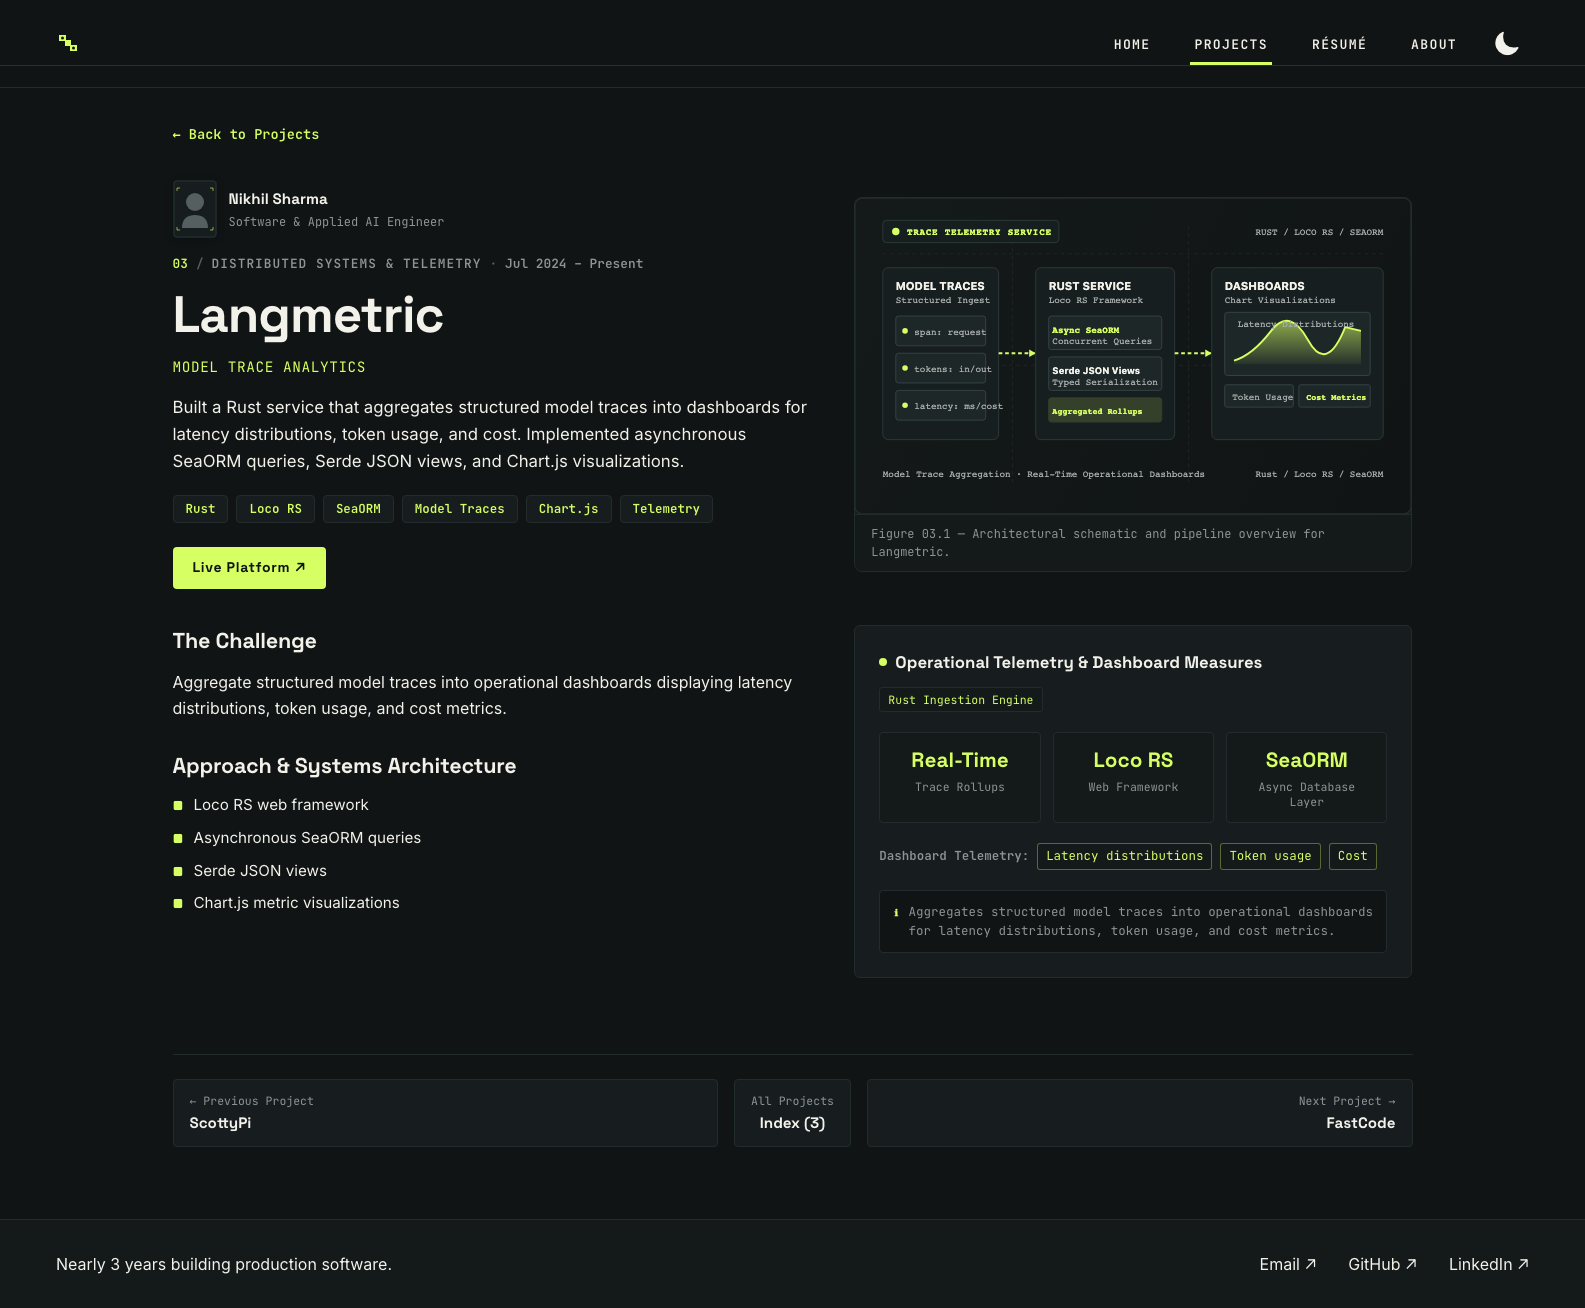 HOME PROJECTS RÉSUMÉ ABOUT
← Back to Projects
Nikhil Sharma
Software & Applied AI Engineer
03 / DISTRIBUTED SYSTEMS & TELEMETRY · Jul 2024 – Present
Langmetric
MODEL TRACE ANALYTICS
Built a Rust service that aggregates structured model traces into dashboards for
latency distributions, token usage, and cost. Implemented asynchronous
SeaORM queries, Serde JSON views, and Chart.js visualizations.
Rust Loco RS SeaORM Model Traces Chart.js Telemetry
Live Platform ↗
TRACE TELEMETRY SERVICE
RUST / LOCO RS / SEAORM
MODEL TRACES
Structured Ingest
span: request
tokens: in/out
latency: ms/cost
RUST SERVICE
Loco RS Framework
Async SeaORM
Concurrent Queries
Serde JSON Views
Typed Serialization
Aggregated Rollups
DASHBOARDS
Chart Visualizations
Latency Distributions
Token Usage
Cost Metrics
Model Trace Aggregation · Real-Time Operational Dashboards
Rust / Loco RS / SeaORM
Figure 03.1 — Architectural schematic and pipeline overview for
Langmetric.
The Challenge
Aggregate structured model traces into operational dashboards displaying latency
distributions, token usage, and cost metrics.
Approach & Systems Architecture
Loco RS web framework
Asynchronous SeaORM queries
Serde JSON views
Chart.js metric visualizations
Operational Telemetry & Dashboard Measures
Rust Ingestion Engine
Real-Time
Trace Rollups
Loco RS
Web Framework
SeaORM
Async Database
Layer
Dashboard Telemetry: Latency distributions Token usage Cost
ℹ Aggregates structured model traces into operational dashboards
for latency distributions, token usage, and cost metrics.
← Previous Project
ScottyPi
All Projects
Index (3)
Next Project →
FastCode
Nearly 3 years building production software.
Email ↗ GitHub ↗ LinkedIn ↗